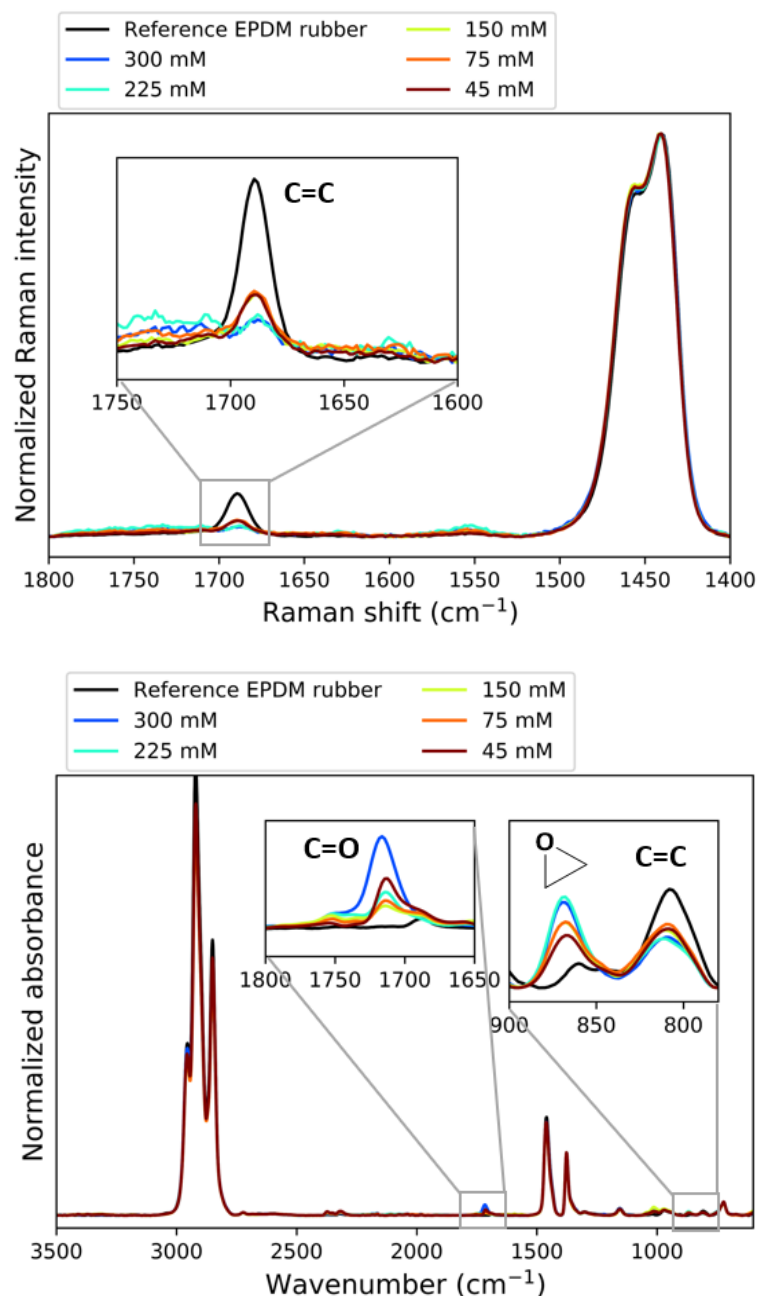 Reference EPDM rubber
300 mM
225 mM
150 mM
75 mM
45 mM
Normalized Raman intensity
C=C
1750 1700 1650 1600
1800 1750 1700 1650 1600 1550 1500 1450 1400
Raman shift (cm⁻¹)
Reference EPDM rubber
300 mM
225 mM
150 mM
75 mM
45 mM
Normalized absorbance
C=O
1800 1750 1700 1650
O
C=C
900 850 800
3500 3000 2500 2000 1500 1000
Wavenumber (cm⁻¹)